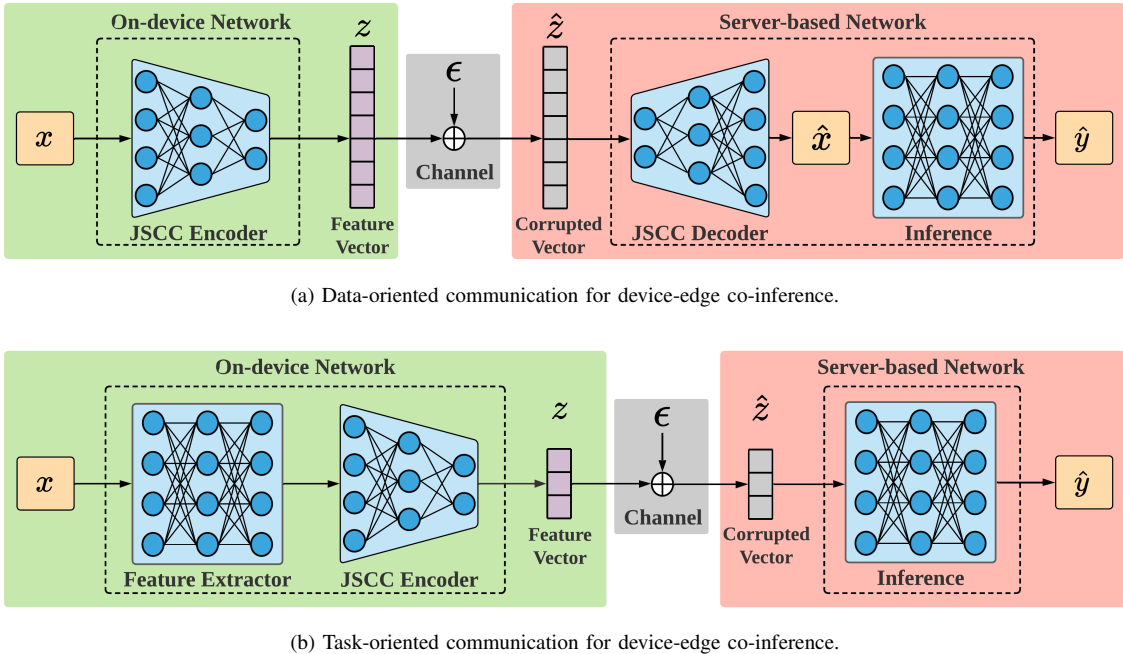 On-device Network
Server-based Network
z
ẑ
ϵ
x
x̂
ŷ
Channel
JSCC Encoder
Feature
Vector
Corrupted
Vector
JSCC Decoder
Inference
(a) Data-oriented communication for device-edge co-inference.
On-device Network
Server-based Network
z
ẑ
ϵ
x
ŷ
Channel
Feature Extractor
JSCC Encoder
Feature
Vector
Corrupted
Vector
Inference
(b) Task-oriented communication for device-edge co-inference.